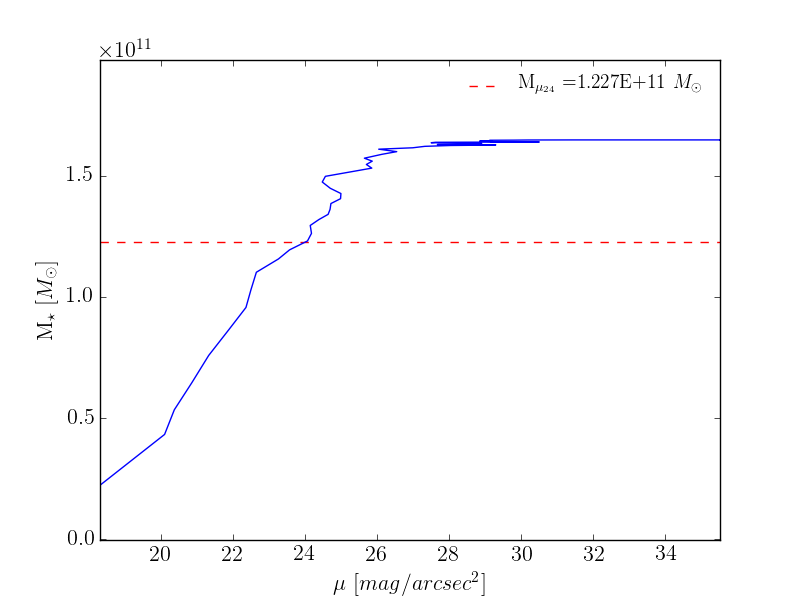 ×10¹¹
M_μ₂₄ =1.227E+11 M_⊙
1.5
1.0
0.5
0.0
M⋆ [M_⊙]
20 22 24 26 28 30 32 34
μ [mag/arcsec²]